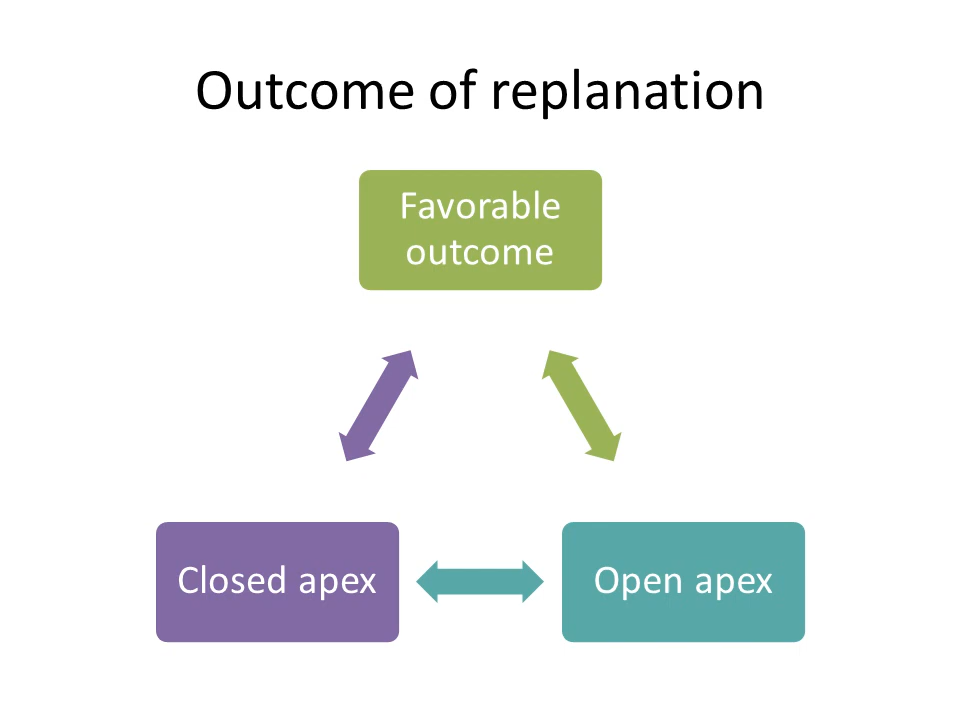 Outcome of replanation
Favorable
outcome
Closed apex
Open apex